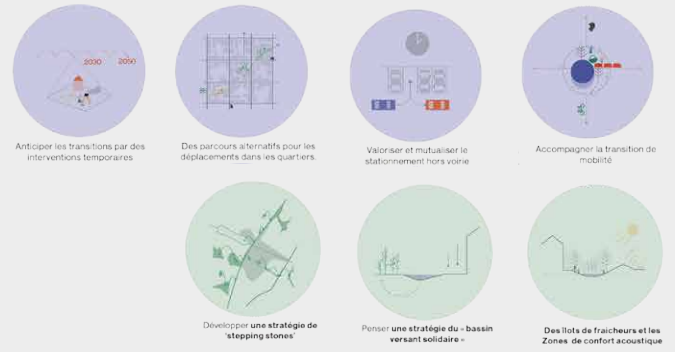 2030 2050
Anticiper les transitions par des
interventions temporaires
Des parcours alternatifs pour les
déplacements dans les quartiers.
Valoriser et mutualiser le
stationnement hors voirie
Accompagner la transition de
mobilité
Développer une stratégie de
'stepping stones'
Penser une stratégie du « bassin
versant solidaire »
Des îlots de fraicheurs et les
Zones de confort acoustique